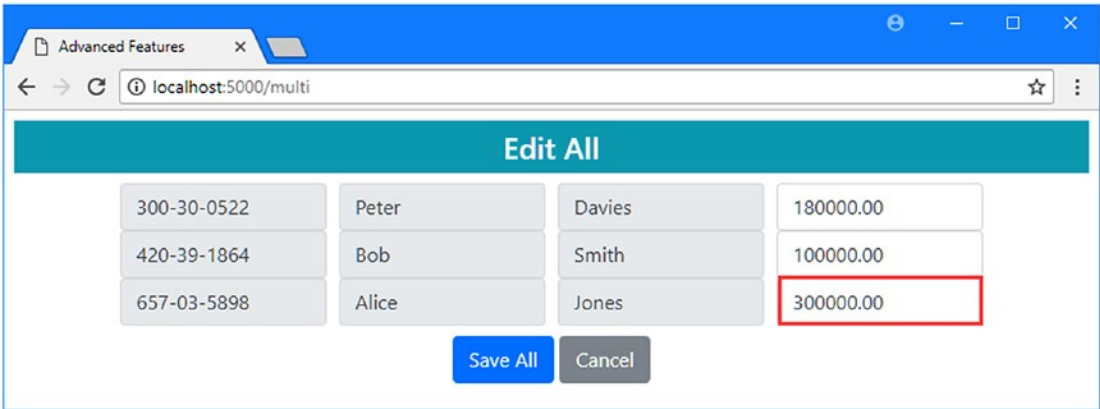 Advanced Features
localhost:5000/multi
Edit All
300-30-0522 Peter Davies 180000.00
420-39-1864 Bob Smith 100000.00
657-03-5898 Alice Jones 300000.00
Save All Cancel